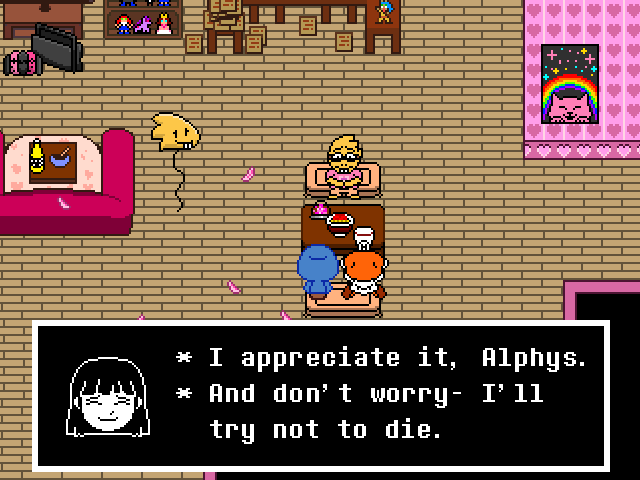 * I appreciate it, Alphys.
* And don't worry- I'll
try not to die.